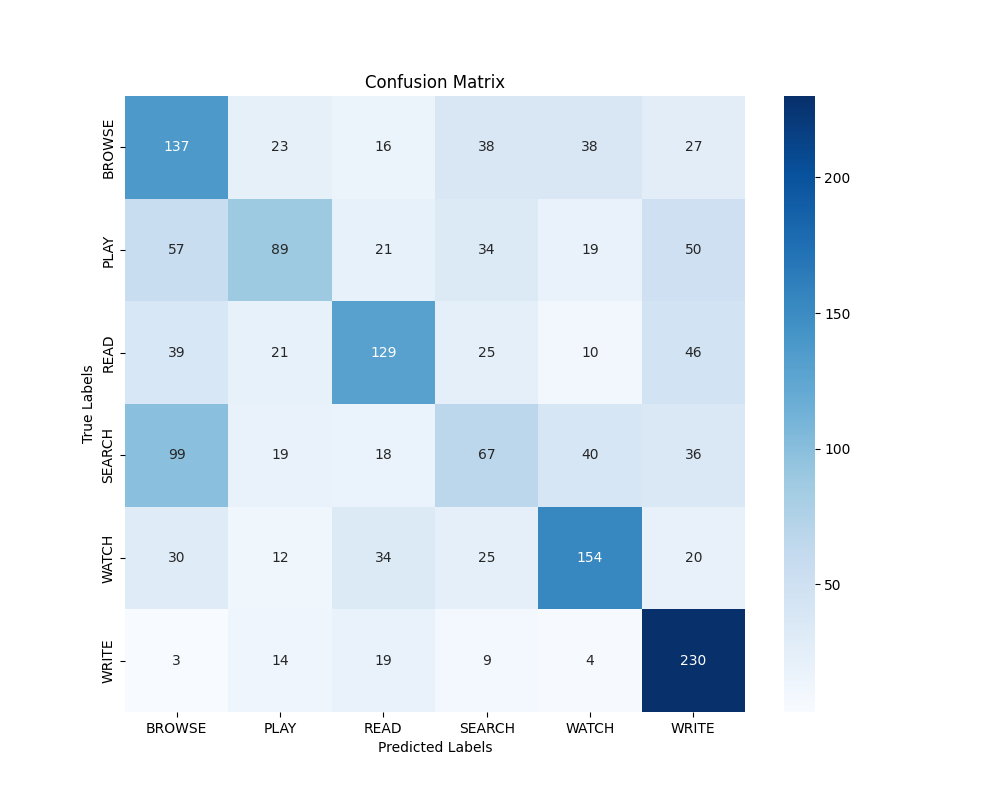 Confusion Matrix
True Labels
BROWSE 137 23 16 38 38 27
PLAY 57 89 21 34 19 50
READ 39 21 129 25 10 46
SEARCH 99 19 18 67 40 36
WATCH 30 12 34 25 154 20
WRITE 3 14 19 9 4 230
BROWSE PLAY READ SEARCH WATCH WRITE
Predicted Labels
200
150
100
50